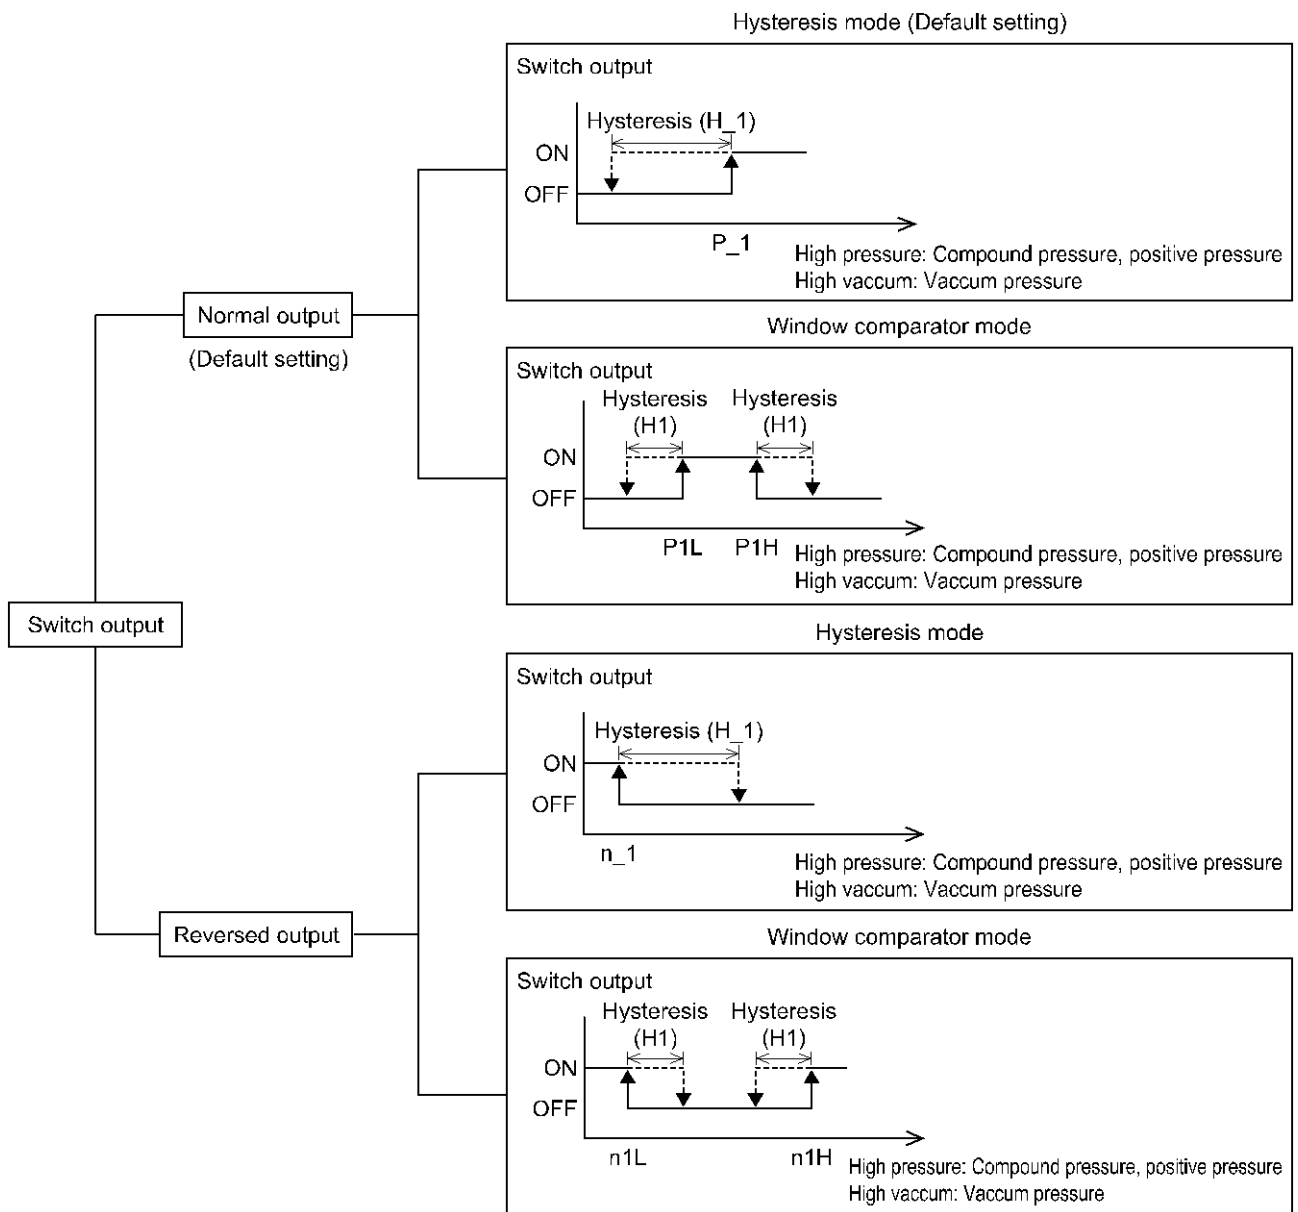 Hysteresis mode (Default setting)
Switch output
Hysteresis (H_1)
ON
OFF
P_1
High pressure: Compound pressure, positive pressure
High vaccum: Vaccum pressure
Normal output
(Default setting)
Window comparator mode
Switch output
Hysteresis Hysteresis
(H1) (H1)
ON
OFF
P1L P1H
High pressure: Compound pressure, positive pressure
High vaccum: Vaccum pressure
Switch output
Hysteresis mode
Switch output
Hysteresis (H_1)
ON
OFF
n_1
High pressure: Compound pressure, positive pressure
High vaccum: Vaccum pressure
Reversed output
Window comparator mode
Switch output
Hysteresis Hysteresis
(H1) (H1)
ON
OFF
n1L n1H
High pressure: Compound pressure, positive pressure
High vaccum: Vaccum pressure